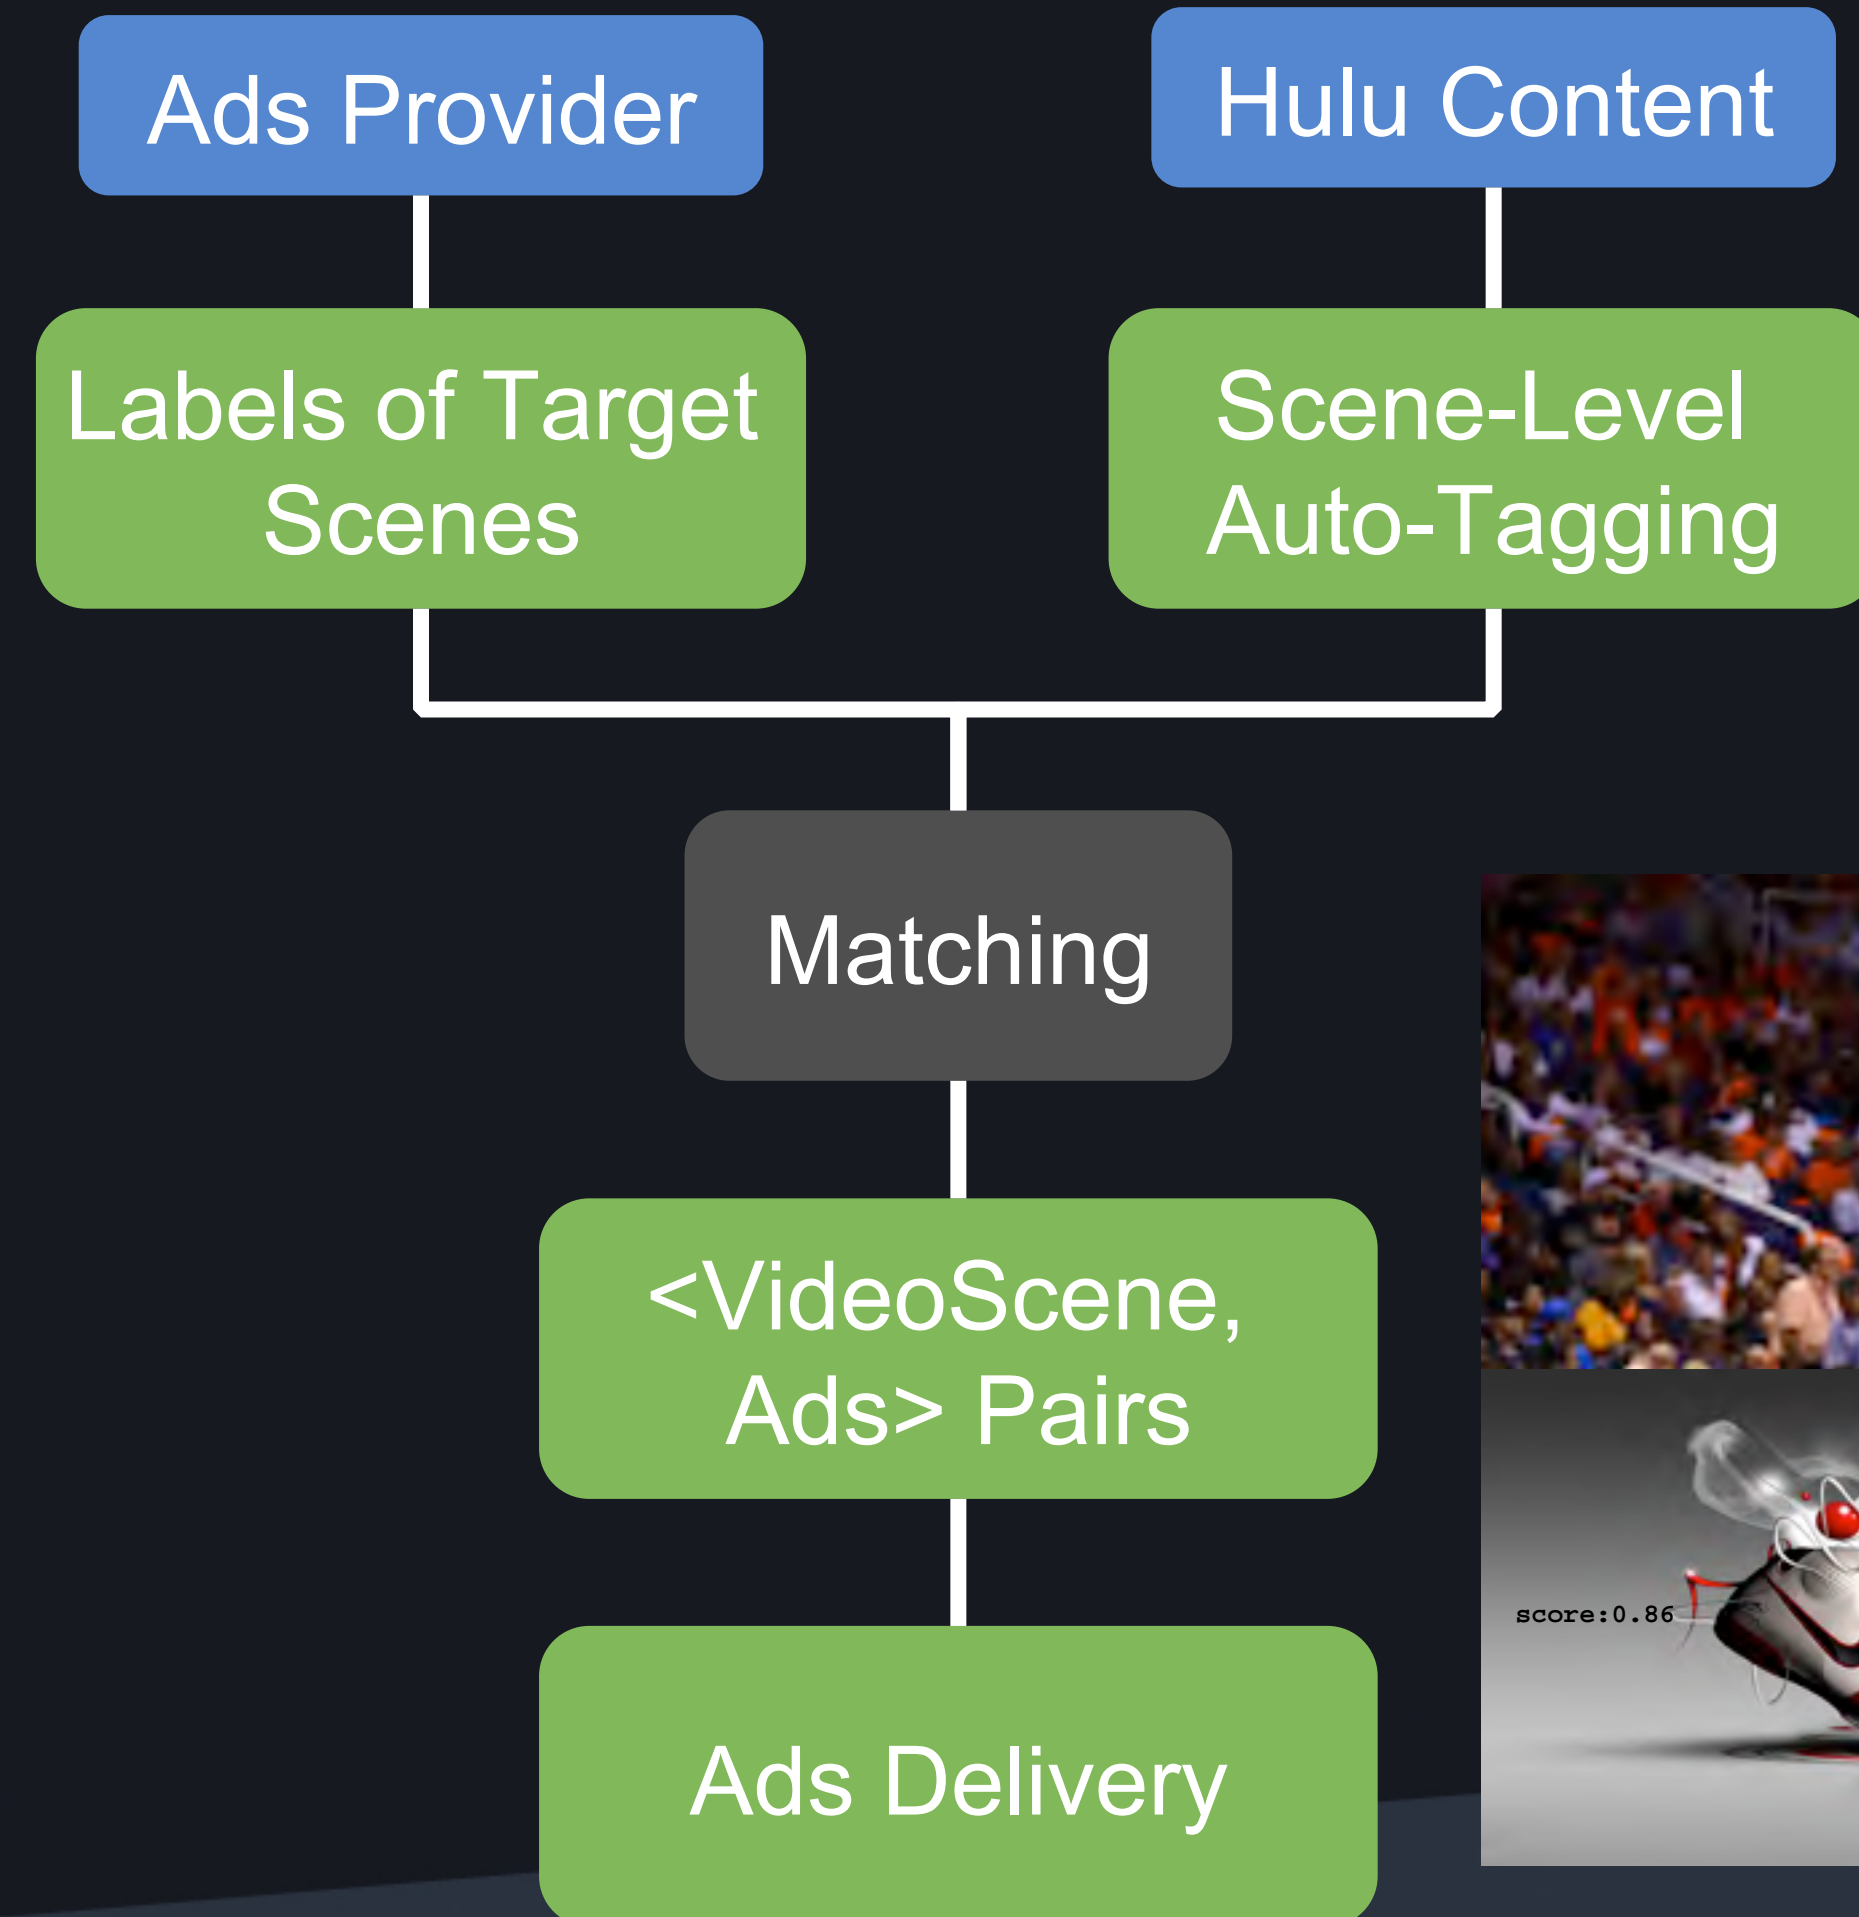 Ads Provider
Hulu Content
Labels of Target
Scenes
Scene-Level
Auto-Tagging
Matching
<VideoScene,
Ads> Pairs
score:0.86
Ads Delivery